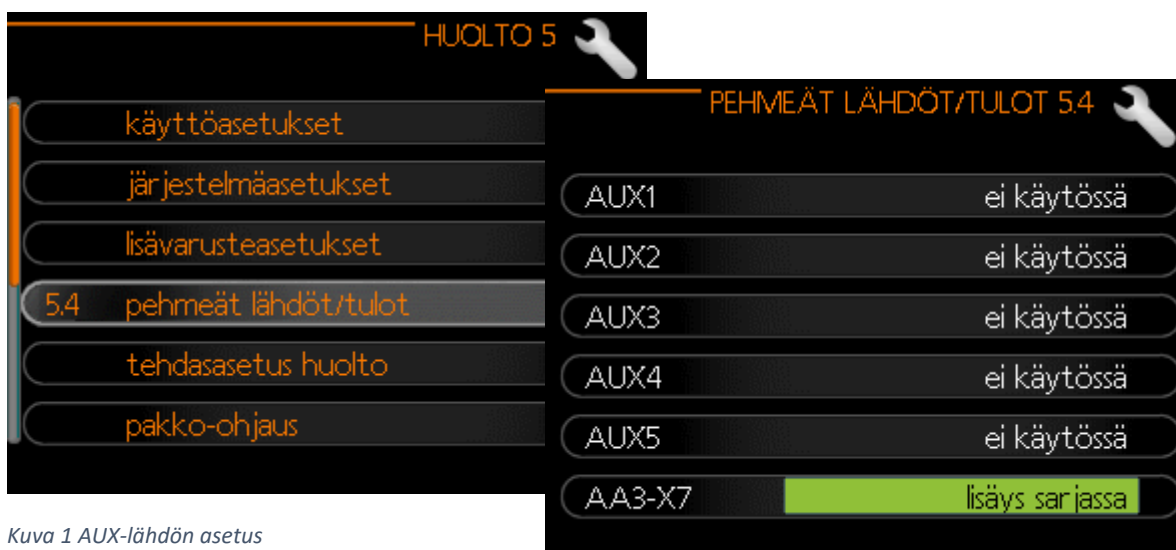 HUOLTO 5
käyttöasetukset
järjestelmäasetukset
lisävarusteasetukset
5.4 pehmeät lähdöt/tulot
tehdasasetus huolto
pakko-ohjaus
PEHMEÄT LÄHDÖT/TULOT 5.4
AUX1 ei käytössä
AUX2 ei käytössä
AUX3 ei käytössä
AUX4 ei käytössä
AUX5 ei käytössä
AA3-X7 lisäys sarjassa
Kuva 1 AUX-lähdön asetus